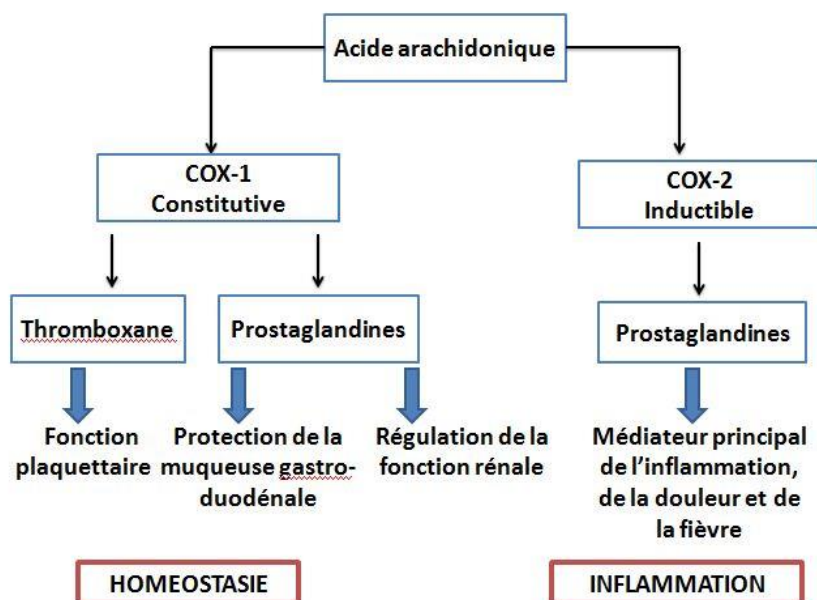 Acide arachidonique
COX-1
Constitutive
COX-2
Inductible
Thromboxane
Prostaglandines
Prostaglandines
Fonction
plaquettaire
Protection de la
muqueuse gastro-
duodénale
Régulation de la
fonction rénale
Médiateur principal
de l'inflammation,
de la douleur et de
la fièvre
HOMEOSTASIE
INFLAMMATION